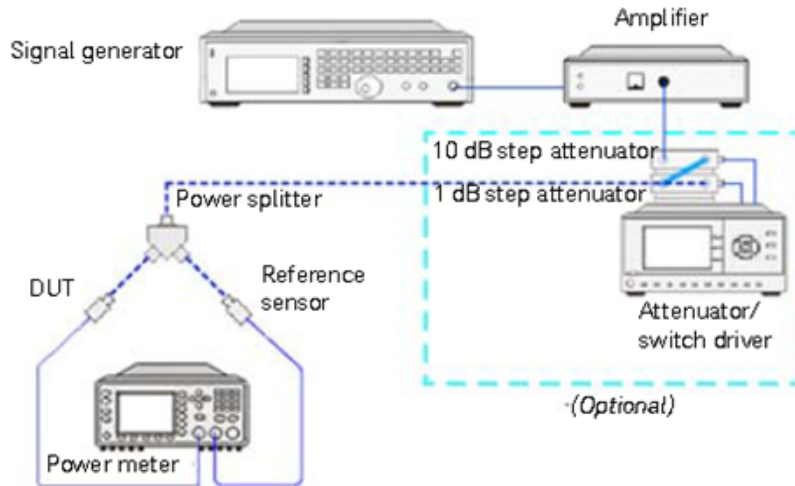 Amplifier
Signal generator
10 dB step attenuator
1 dB step attenuator
Power splitter
DUT
Reference
sensor
Attenuator/
switch driver
-(Optional)
Power meter